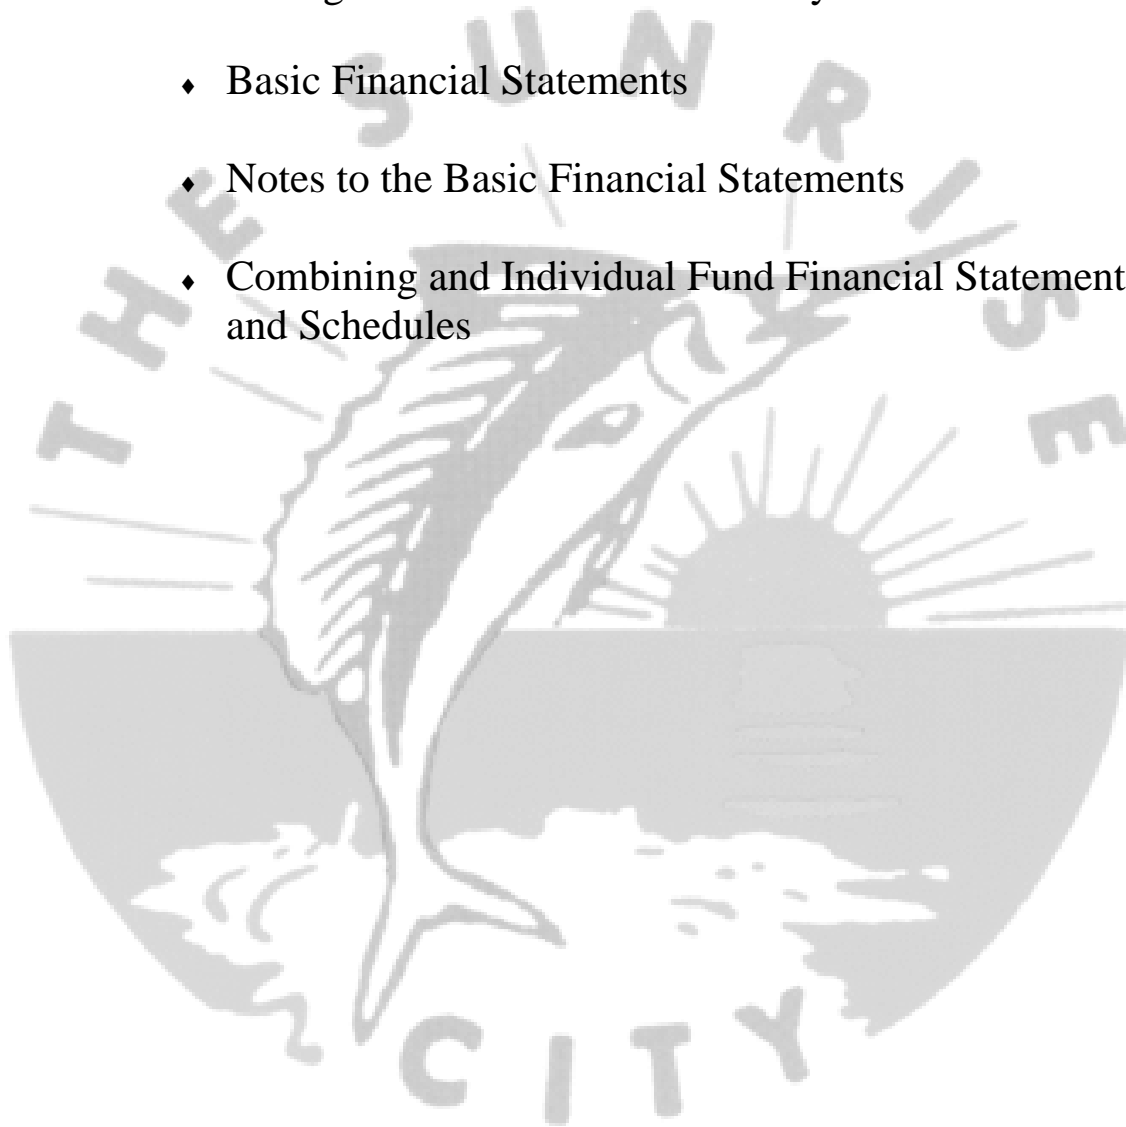 ♦ Basic Financial Statements
♦ Notes to the Basic Financial Statements
♦ Combining and Individual Fund Financial Statement
and Schedules
THE SUNRISE
CITY